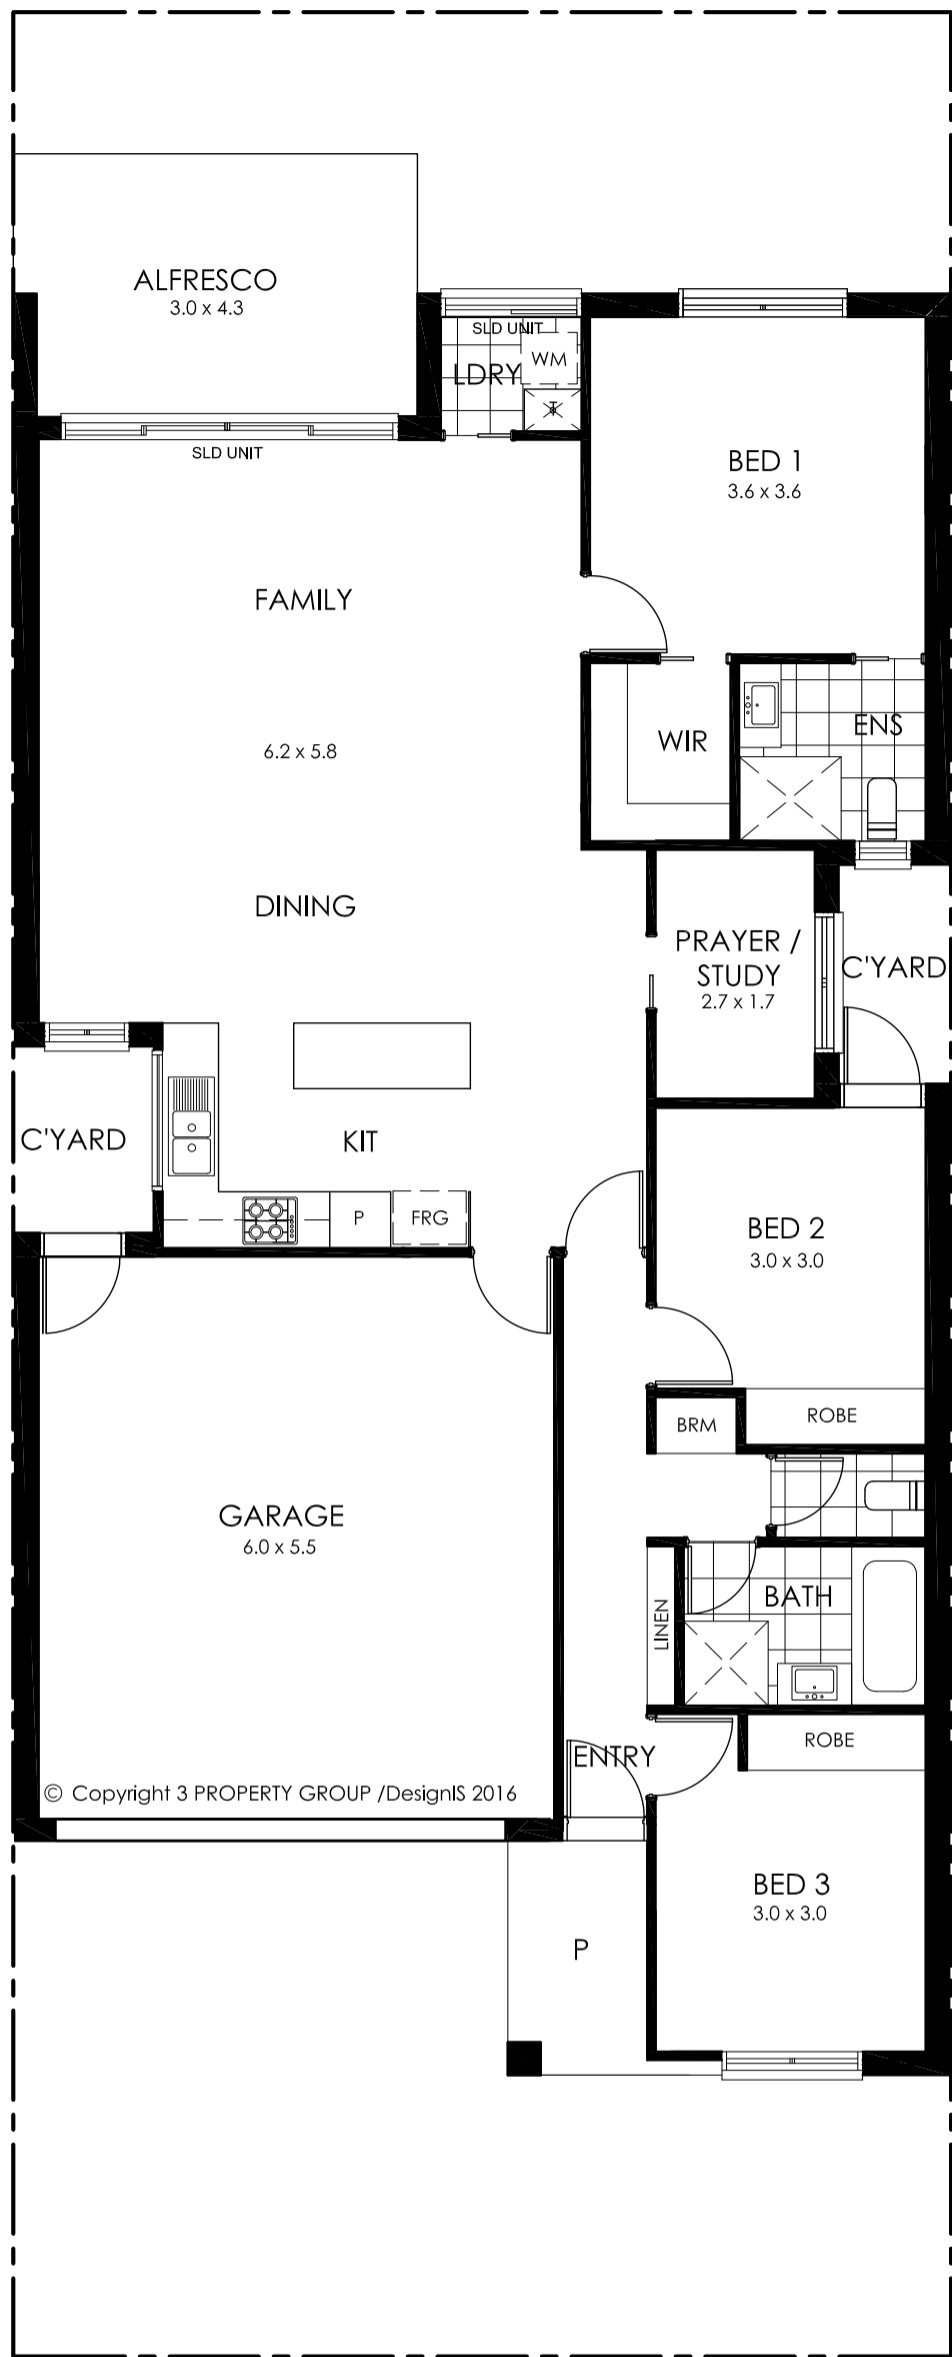 ALFRESCO
3.0 x 4.3
SLD UNIT
WM
LDRY
T
SLD UNIT
BED 1
3.6 x 3.6
FAMILY
6.2 x 5.8
WIR
ENS
DINING
PRAYER /
STUDY
2.7 x 1.7
C'YARD
C'YARD
KIT
P
FRG
BED 2
3.0 x 3.0
ROBE
BRM
GARAGE
6.0 x 5.5
BATH
LINEN
ENTRY
ROBE
© Copyright 3 PROPERTY GROUP /DesignIS 2016
BED 3
3.0 x 3.0
P